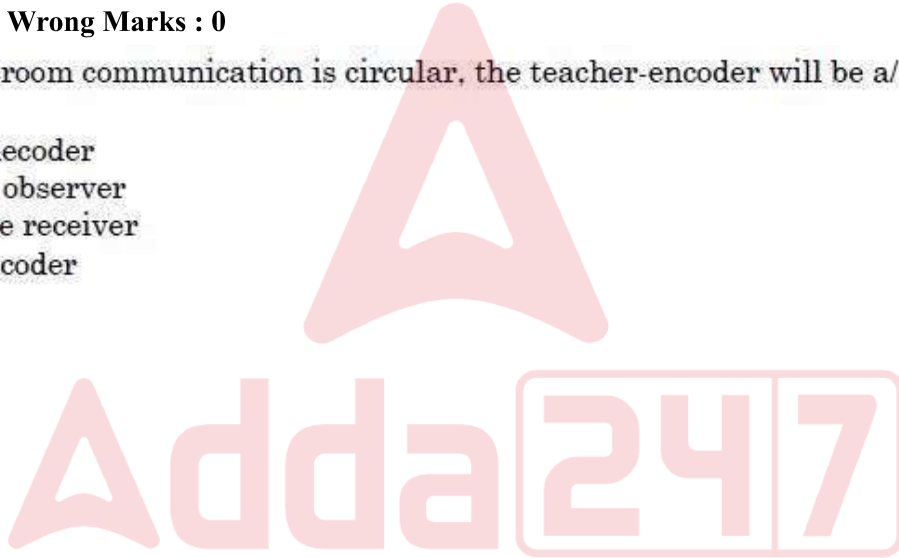 Wrong Marks : 0
room communication is circular, the teacher-encoder will be a/
ecoder
observer
e receiver
coder
Adda247